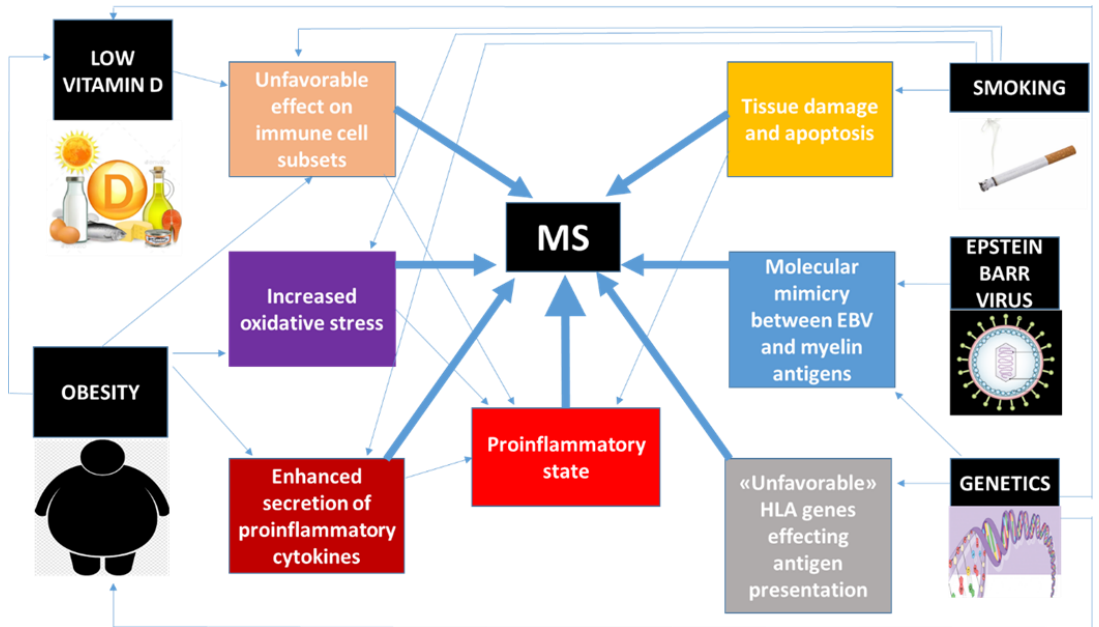 LOW
VITAMIN D
D
Unfavorable
effect on
immune cell
subsets
Tissue damage
and apoptosis
SMOKING
MS
Increased
oxidative stress
Molecular
mimicry
between EBV
and myelin
antigens
EPSTEIN
BARR
VIRUS
OBESITY
Proinflammatory
state
Enhanced
secretion of
proinflammatory
cytokines
«Unfavorable»
HLA genes
effecting
antigen
presentation
GENETICS